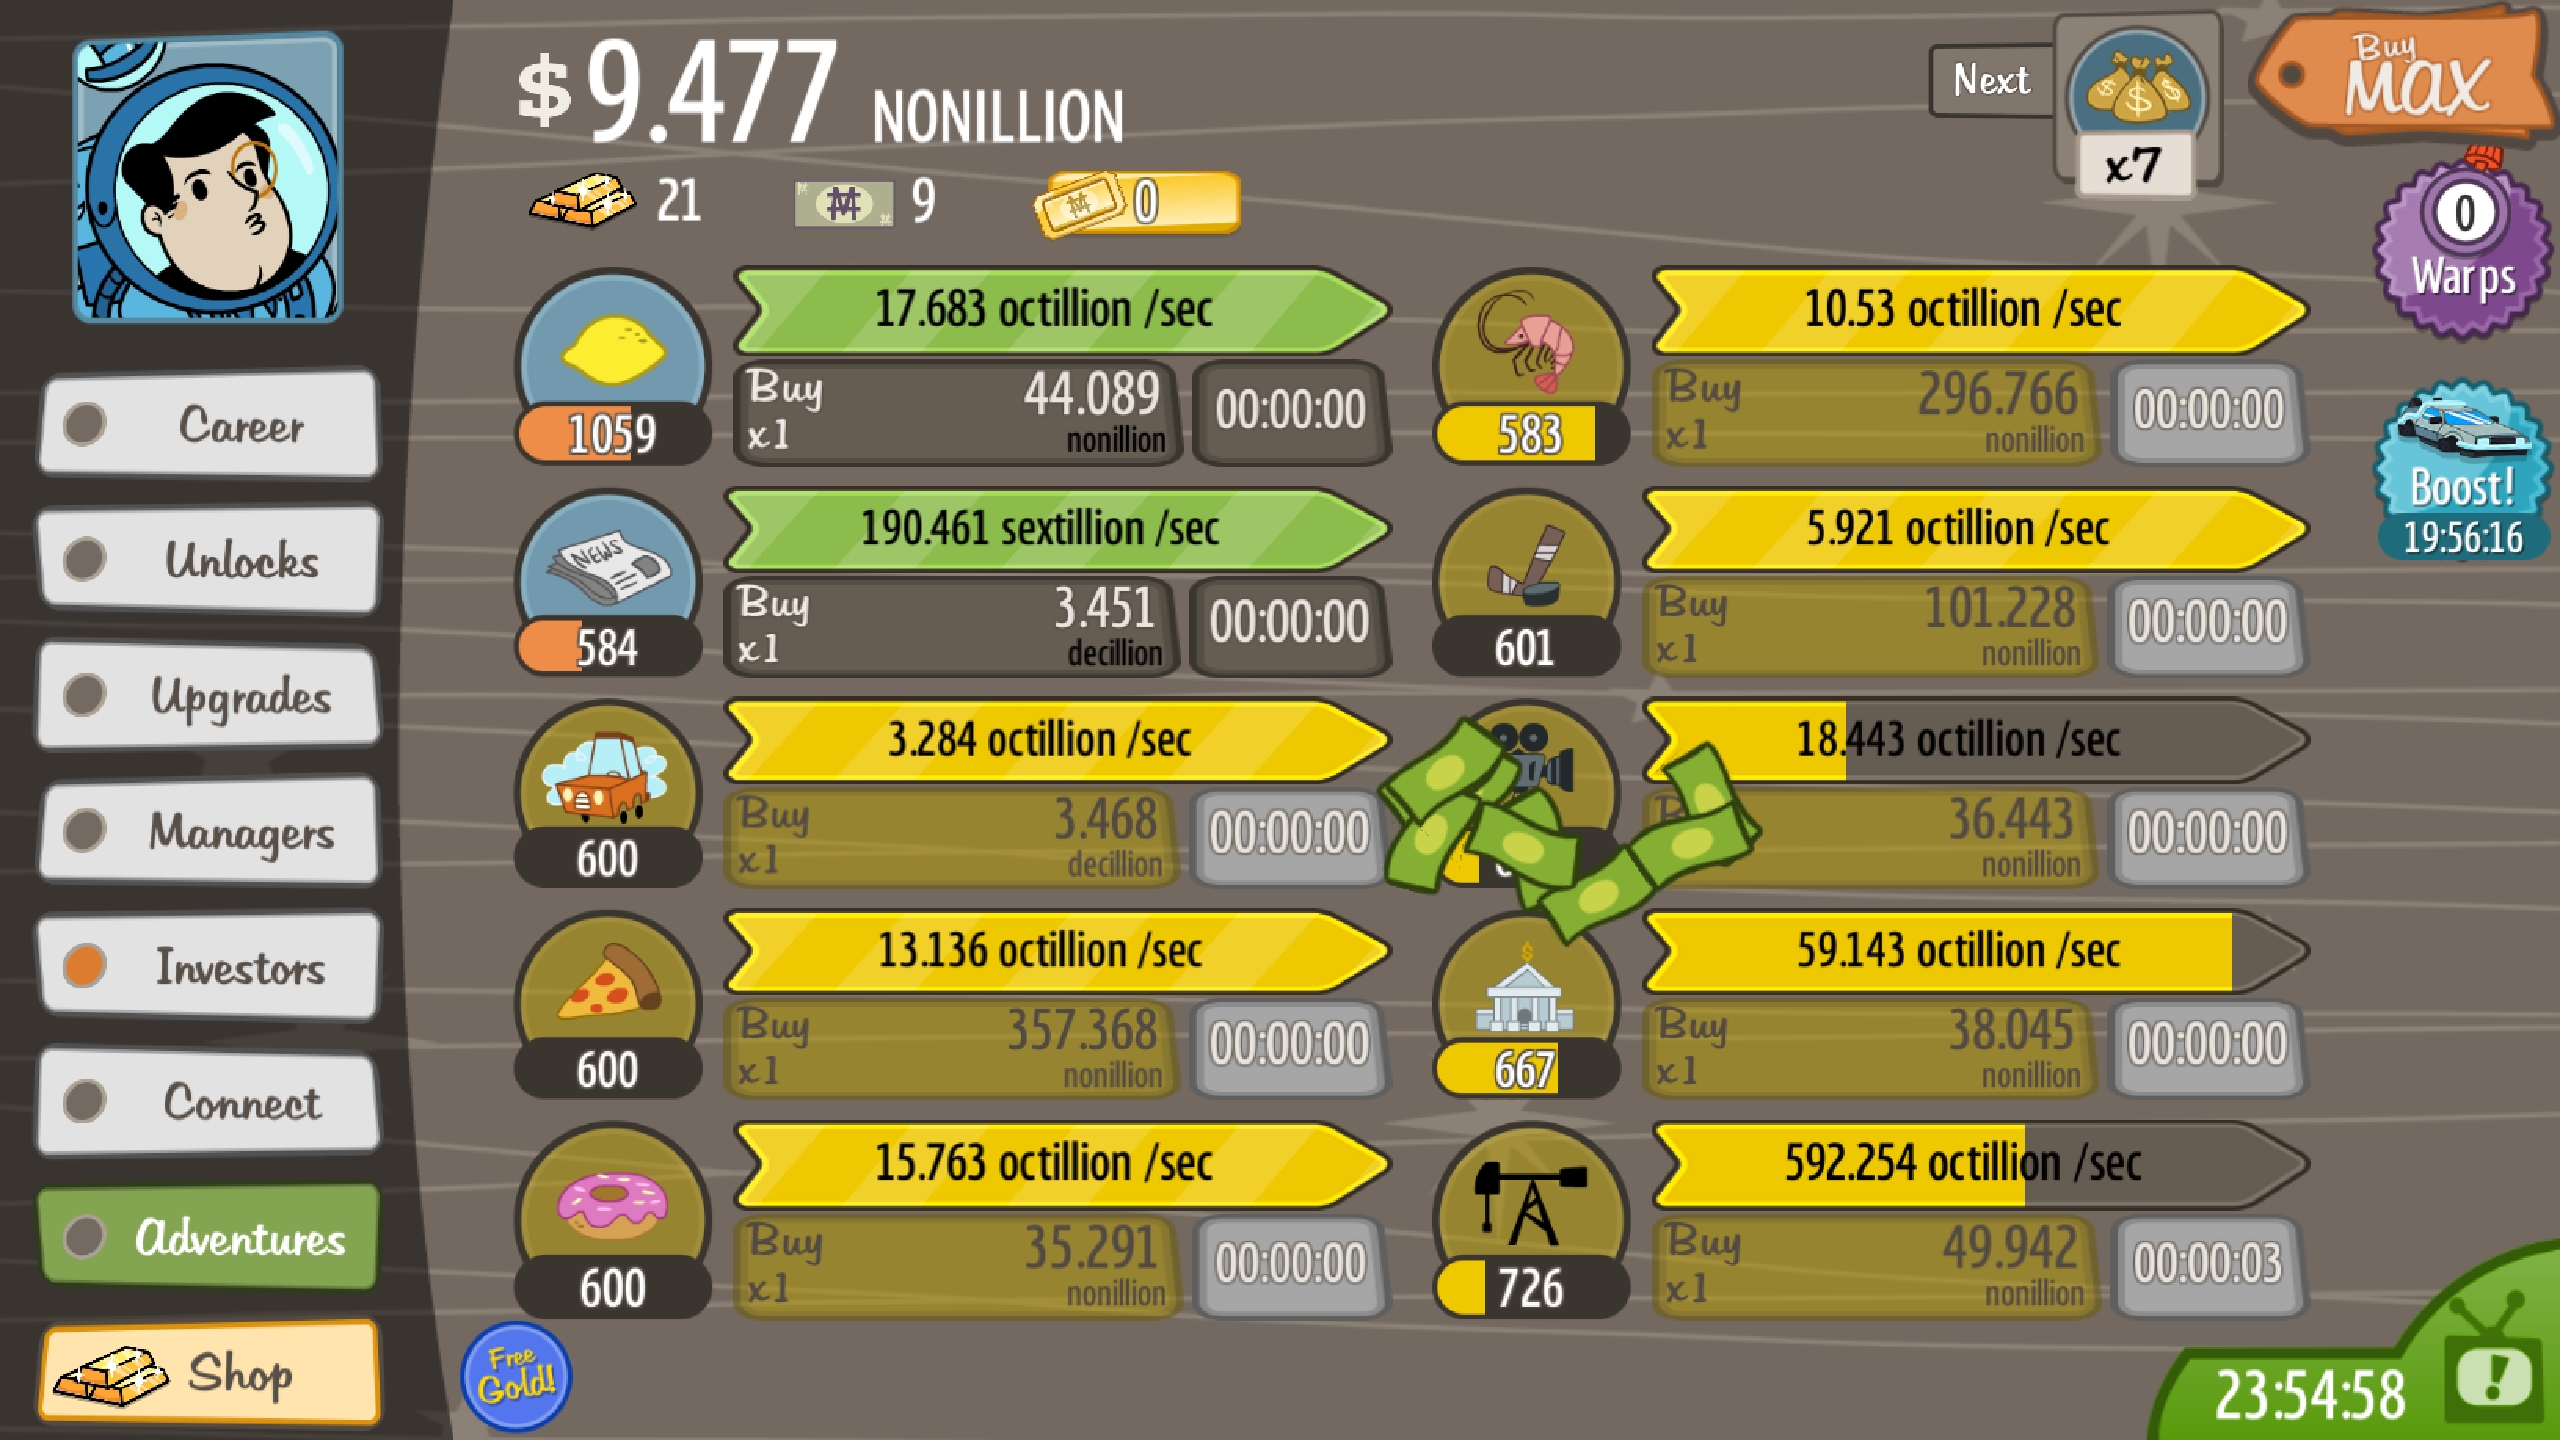 $9.477 NONILLION
Next
x7
Buy
MAX
21
9
0
0
Warps
Boost!
19:56:16
Career
Unlocks
Upgrades
Managers
Investors
Connect
Adventures
Shop
17.683 octillion /sec
Buy
x1
44.089
nonillion
00:00:00
1059
10.53 octillion /sec
Buy
x1
296.766
nonillion
00:00:00
583
NEWS
190.461 sextillion /sec
Buy
x1
3.451
decillion
00:00:00
584
5.921 octillion /sec
Buy
x1
101.228
nonillion
00:00:00
601
3.284 octillion /sec
Buy
x1
3.468
decillion
00:00:00
600
18.443 octillion /sec
36.443
nonillion
00:00:00
13.136 octillion /sec
Buy
x1
357.368
nonillion
00:00:00
600
59.143 octillion /sec
Buy
x1
38.045
nonillion
00:00:00
667
15.763 octillion /sec
Buy
x1
35.291
nonillion
00:00:00
600
592.254 octillion /sec
Buy
x1
49.942
nonillion
00:00:03
726
Free
Gold!
23:54:58